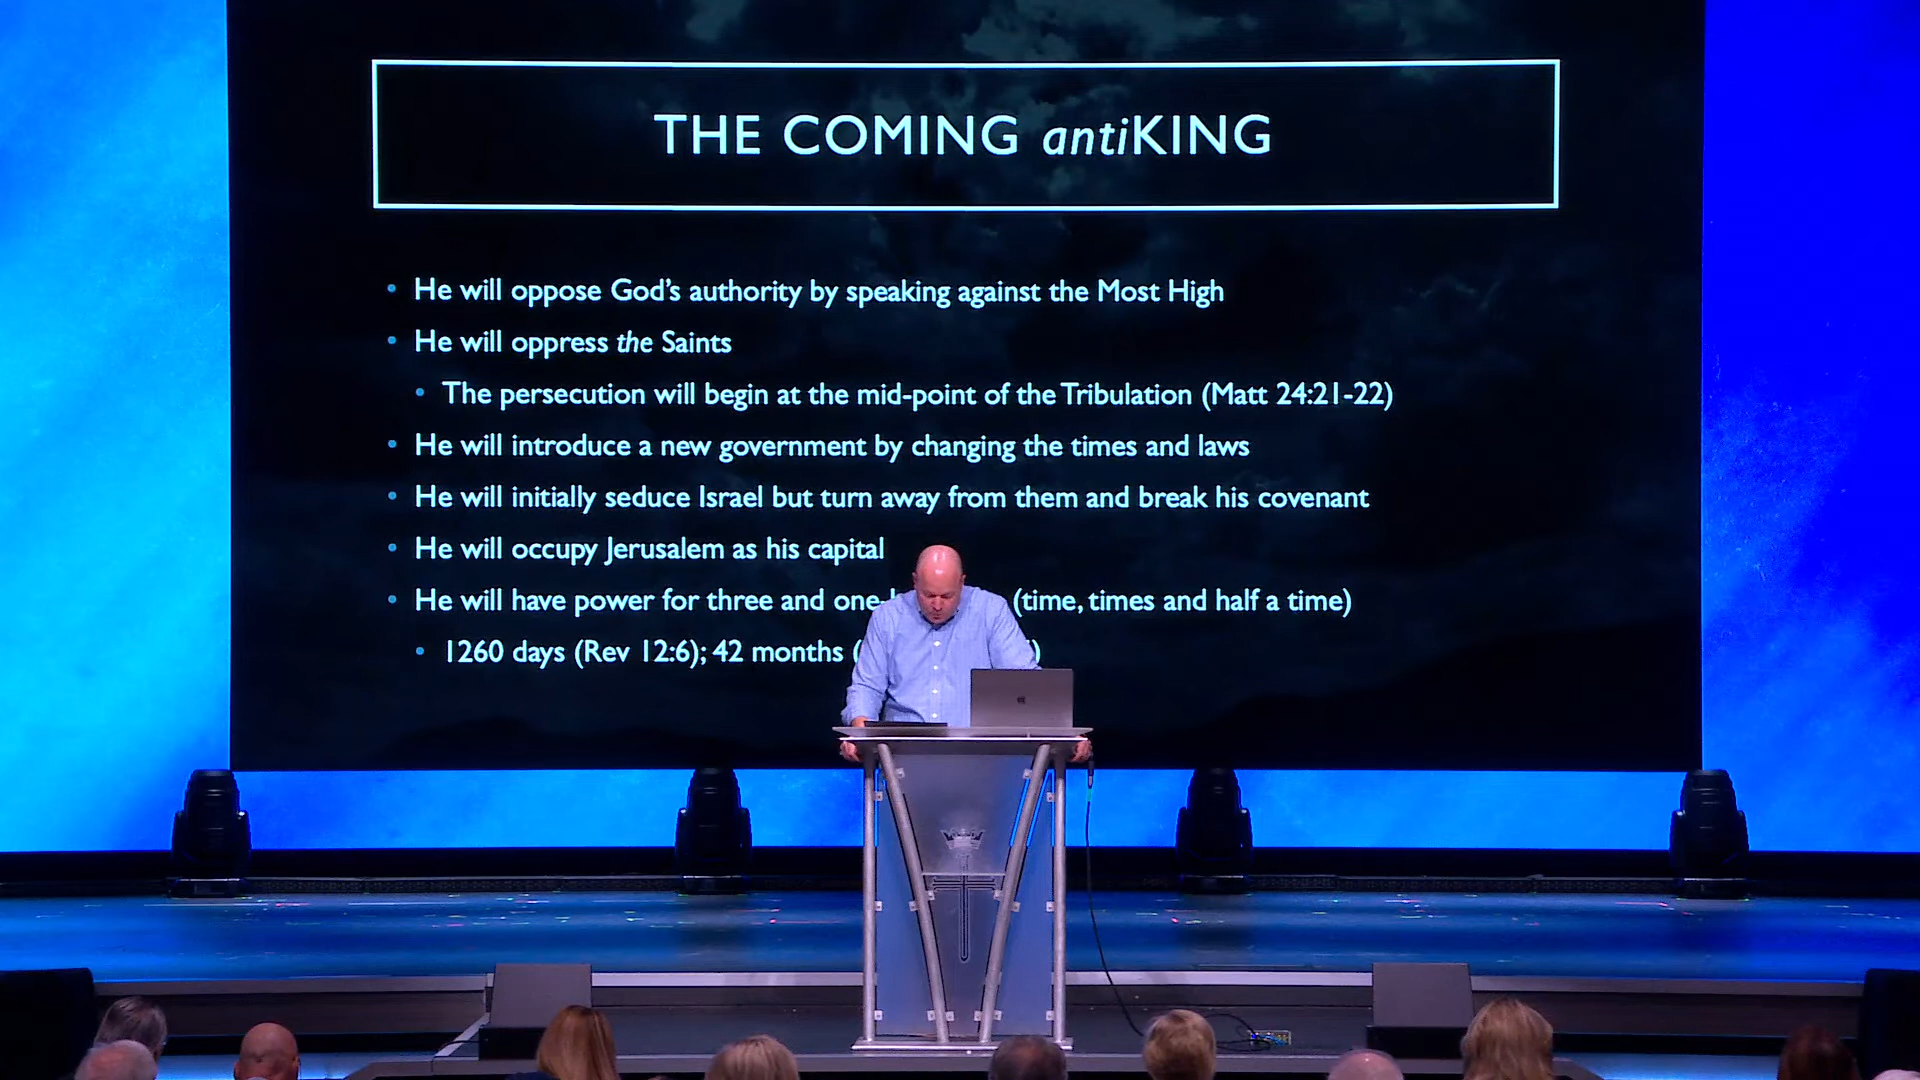 THE COMING antiKING
• He will oppose God's authority by speaking against the Most High
• He will oppress the Saints
• The persecution will begin at the mid-point of the Tribulation (Matt 24:21-22)
• He will introduce a new government by changing the times and laws
• He will initially seduce Israel but turn away from them and break his covenant
• He will occupy Jerusalem as his capital
• He will have power for three and one- (time, times and half a time)
• 1260 days (Rev 12:6); 42 months ( )